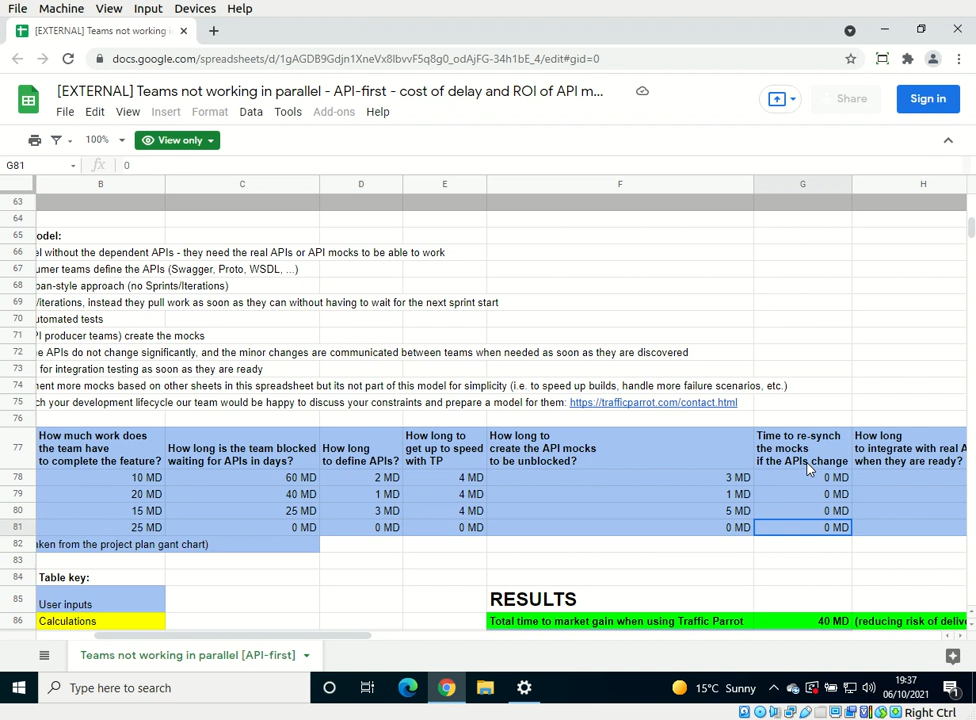 File Machine View Input Devices Help
[EXTERNAL] Teams not working in
docs.google.com/spreadsheets/d/1gAGDB9Gdjn1XneVx8lbvvF5q8g0_odAjFG-34h1bE_4/edit#gid=0
[EXTERNAL] Teams not working in parallel - API-first - cost of delay and ROI of API m...
Share
Sign in
File Edit View Insert Format Data Tools Add-ons Help
100% View only
G81 fx 0
B C D E F G H
63
64
65 odel:
66 el without the dependent APIs - they need the real APIs or API mocks to be able to work
67 umer teams define the APIs (Swagger, Proto, WSDL, ...)
68 ban-style approach (no Sprints/Iterations)
69 /iterations, instead they pull work as soon as they can without having to wait for the next sprint start
70 utomated tests
71 PI producer teams) create the mocks
72 e APIs do not change significantly, and the minor changes are communicated between teams when needed as soon as they are discovered
73 for integration testing as soon as they are ready
74 nent more mocks based on other sheets in this spreadsheet but its not part of this model for simplicity (i.e. to speed up builds, handle more failure scenarios, etc.)
75 ch your development lifecycle our team would be happy to discuss your constraints and prepare a model for them: https://trafficparrot.com/contact.html
76
How much work does How long to How long to Time to re-synch How long
77 the team have How long is the team blocked How long get up to speed create the API mocks the mocks to integrate with real A
to complete the feature? waiting for APIs in days? to define APIs? with TP to be unblocked? if the APIs change when they are ready?
78 10 MD 60 MD 2 MD 4 MD 3 MD 0 MD
79 20 MD 40 MD 1 MD 4 MD 1 MD 0 MD
80 15 MD 25 MD 3 MD 4 MD 5 MD 0 MD
81 25 MD 0 MD 0 MD 0 MD 0 MD 0 MD
82 aken from the project plan gant chart)
83
84 Table key:
85 User inputs RESULTS
86 Calculations Total time to market gain when using Traffic Parrot 40 MD (reducing risk of delive
Teams not working in parallel [API-first]
Type here to search
15°C Sunny
19:37
06/10/2021
1
Right Ctrl